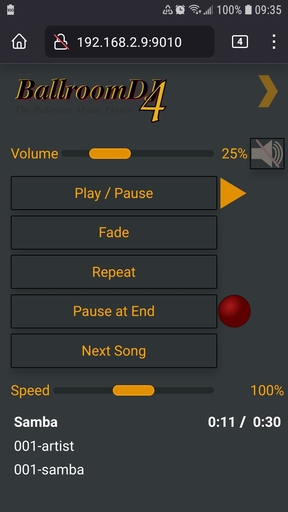 100% 09:35
192.168.2.9:9010
4
BallroomDJ
4
Volume 25%
Play / Pause
Fade
Repeat
Pause at End
Next Song
Speed 100%
Samba 0:11 / 0:30
001-artist
001-samba